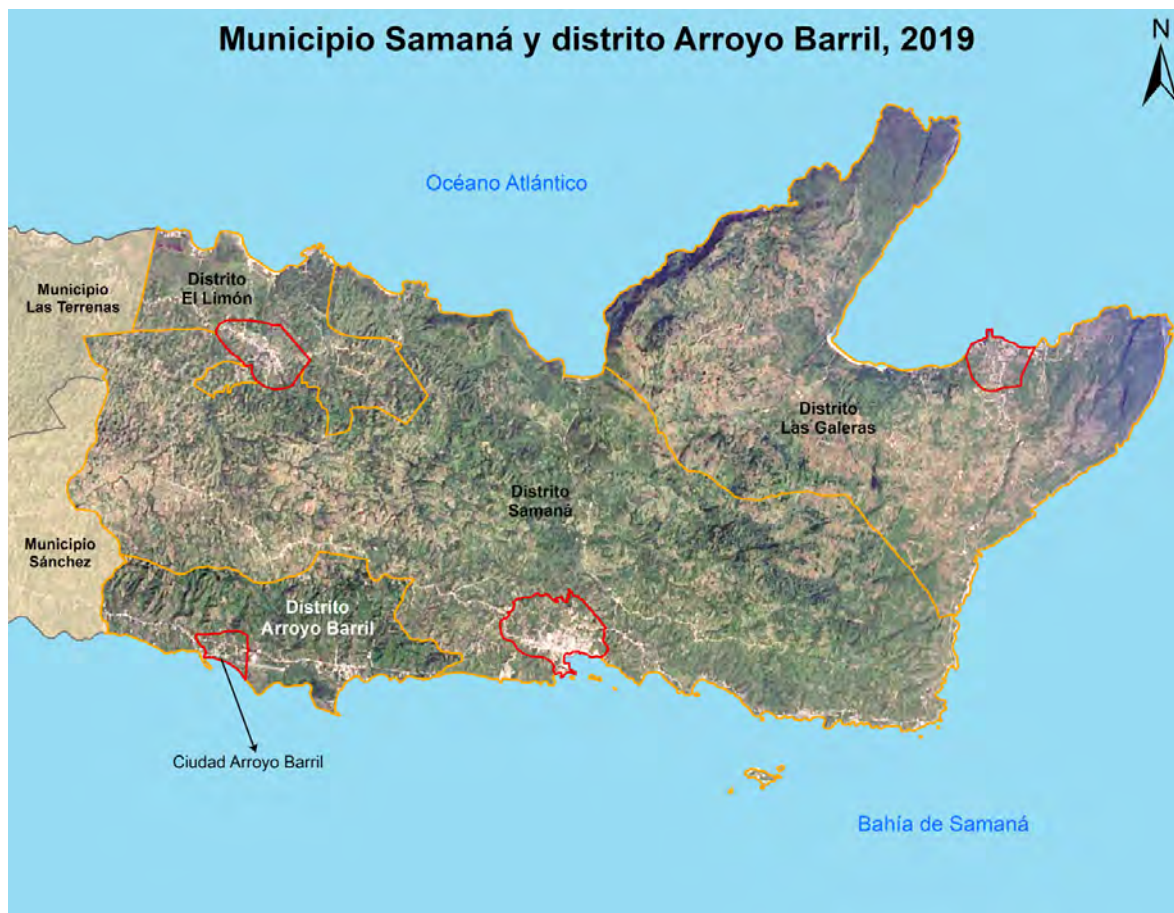 Municipio Samaná y distrito Arroyo Barril, 2019
N
Océano Atlántico
Municipio
Las Terrenas
Distrito
El Limón
Distrito
Las Galeras
Distrito
Samaná
Municipio
Sánchez
Distrito
Arroyo Barril
Ciudad Arroyo Barril
Bahía de Samaná